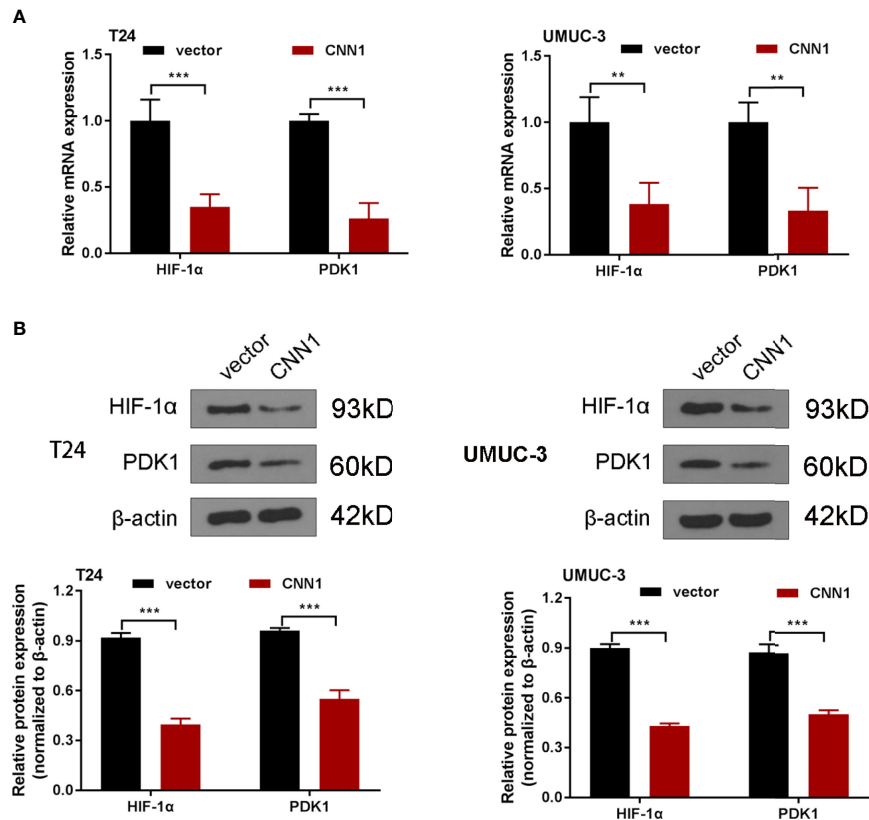 A
T24
vector CNN1
Relative mRNA expression
1.5
1.0
0.5
0.0
*** ***
HIF-1α PDK1
UMUC-3
vector CNN1
Relative mRNA expression
1.5
1.0
0.5
0.0
** **
HIF-1α PDK1
B
T24
vector CNN1
HIF-1α 93kD
PDK1 60kD
β-actin 42kD
UMUC-3
vector CNN1
HIF-1α 93kD
PDK1 60kD
β-actin 42kD
T24
vector CNN1
Relative protein expression
(normalized to β-actin)
1.2
0.9
0.6
0.3
0.0
*** ***
HIF-1α PDK1
UMUC-3
vector CNN1
Relative protein expression
(normalized to β-actin)
1.2
0.9
0.6
0.3
0.0
*** ***
HIF-1α PDK1